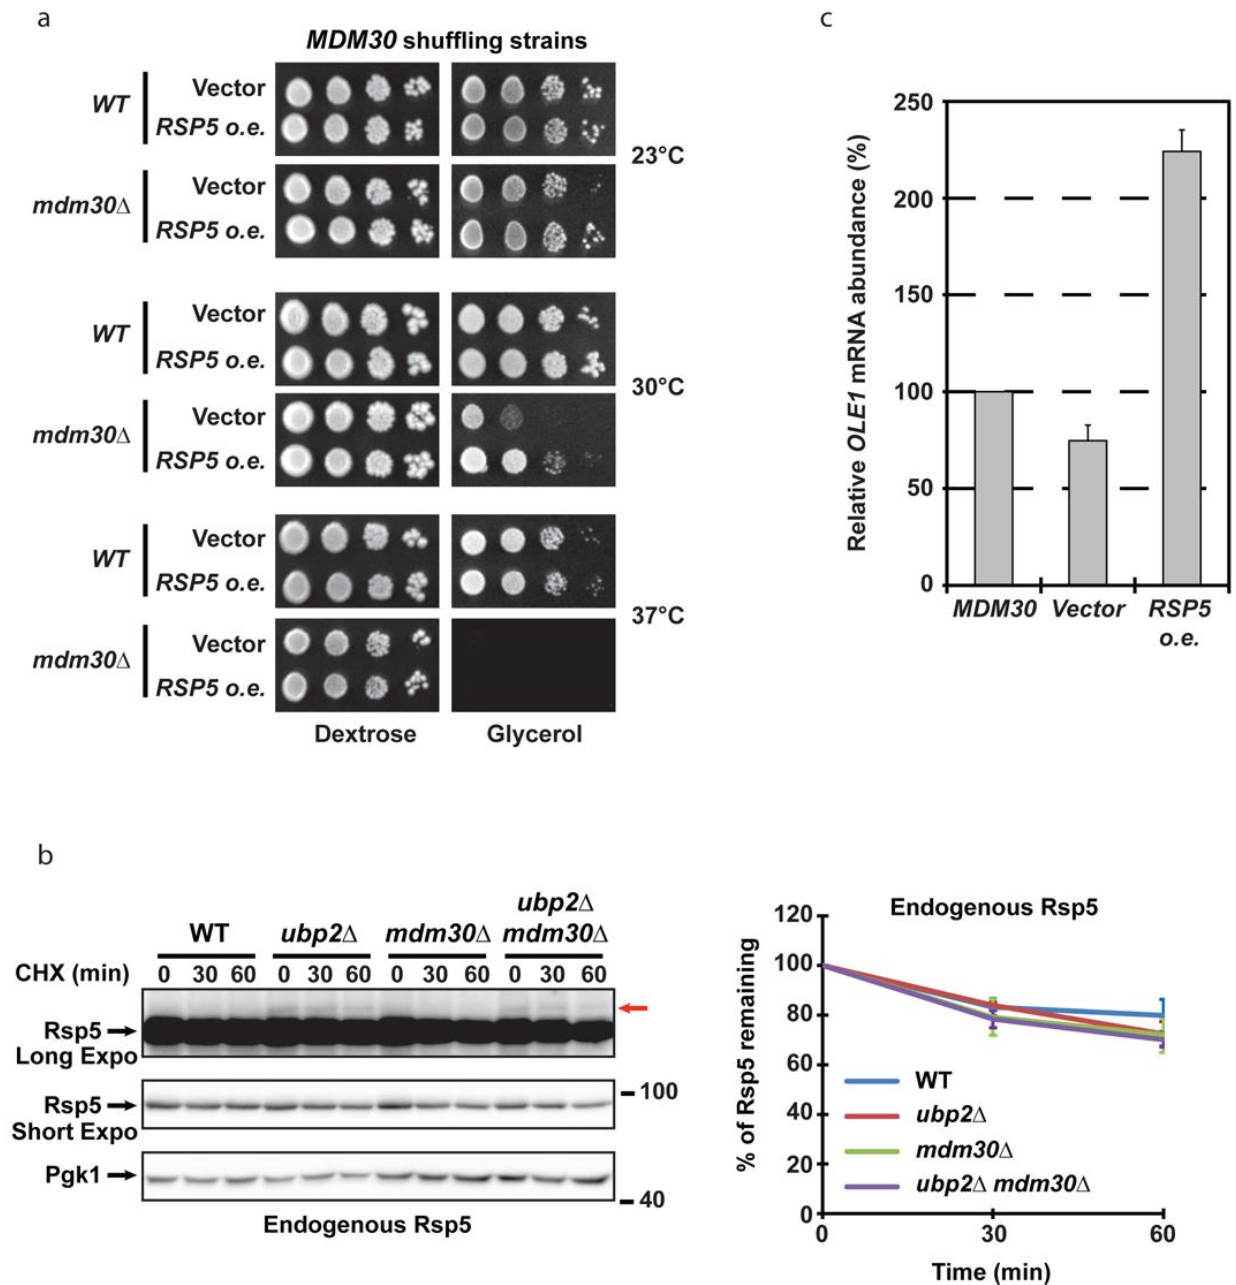 a
MDM30 shuffling strains
WT
Vector
RSP5 o.e.
23°C
mdm30Δ
Vector
RSP5 o.e.
WT
Vector
RSP5 o.e.
30°C
mdm30Δ
Vector
RSP5 o.e.
WT
Vector
RSP5 o.e.
37°C
mdm30Δ
Vector
RSP5 o.e.
Dextrose Glycerol
c
Relative OLE1 mRNA abundance (%)
250
200
150
100
50
0
MDM30 Vector RSP5
o.e.
b
ubp2Δ
WT ubp2Δ mdm30Δ mdm30Δ
CHX (min) 0 30 60 0 30 60 0 30 60 0 30 60
Rsp5
Long Expo
100
Rsp5
Short Expo
Pgk1
40
Endogenous Rsp5
Endogenous Rsp5
% of Rsp5 remaining
120
100
80
60
40
20
0
WT
ubp2Δ
mdm30Δ
ubp2Δ mdm30Δ
0 30 60
Time (min)